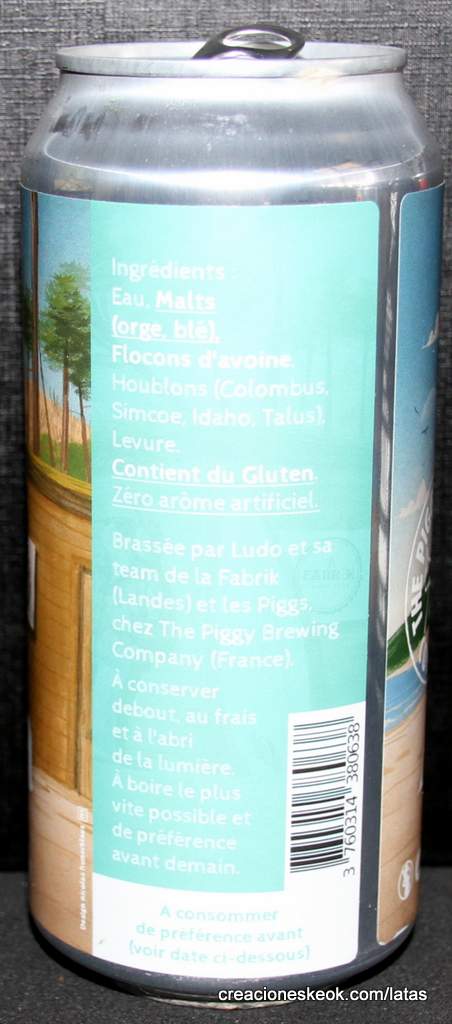 Ingrédients :
Eau, Malts
(orge, blé),
Flocons d'avoine,
Houblons (Colombus,
Simcoe, Idaho, Talus),
Levure.
Contient du Gluten.
Zéro arôme artificiel.
Brassée par Ludo et sa
team de la Fabrik
(Landes) et les Piggs,
chez The Piggy Brewing
Company (France).
À conserver
debout, au frais
et à l'abri
de la lumière.
À boire le plus
vite possible et
de préférence
avant demain.
3 760314 380638
A consommer
de préférence avant
(voir date ci-dessous)
THE
creacioneskeok.com/latas